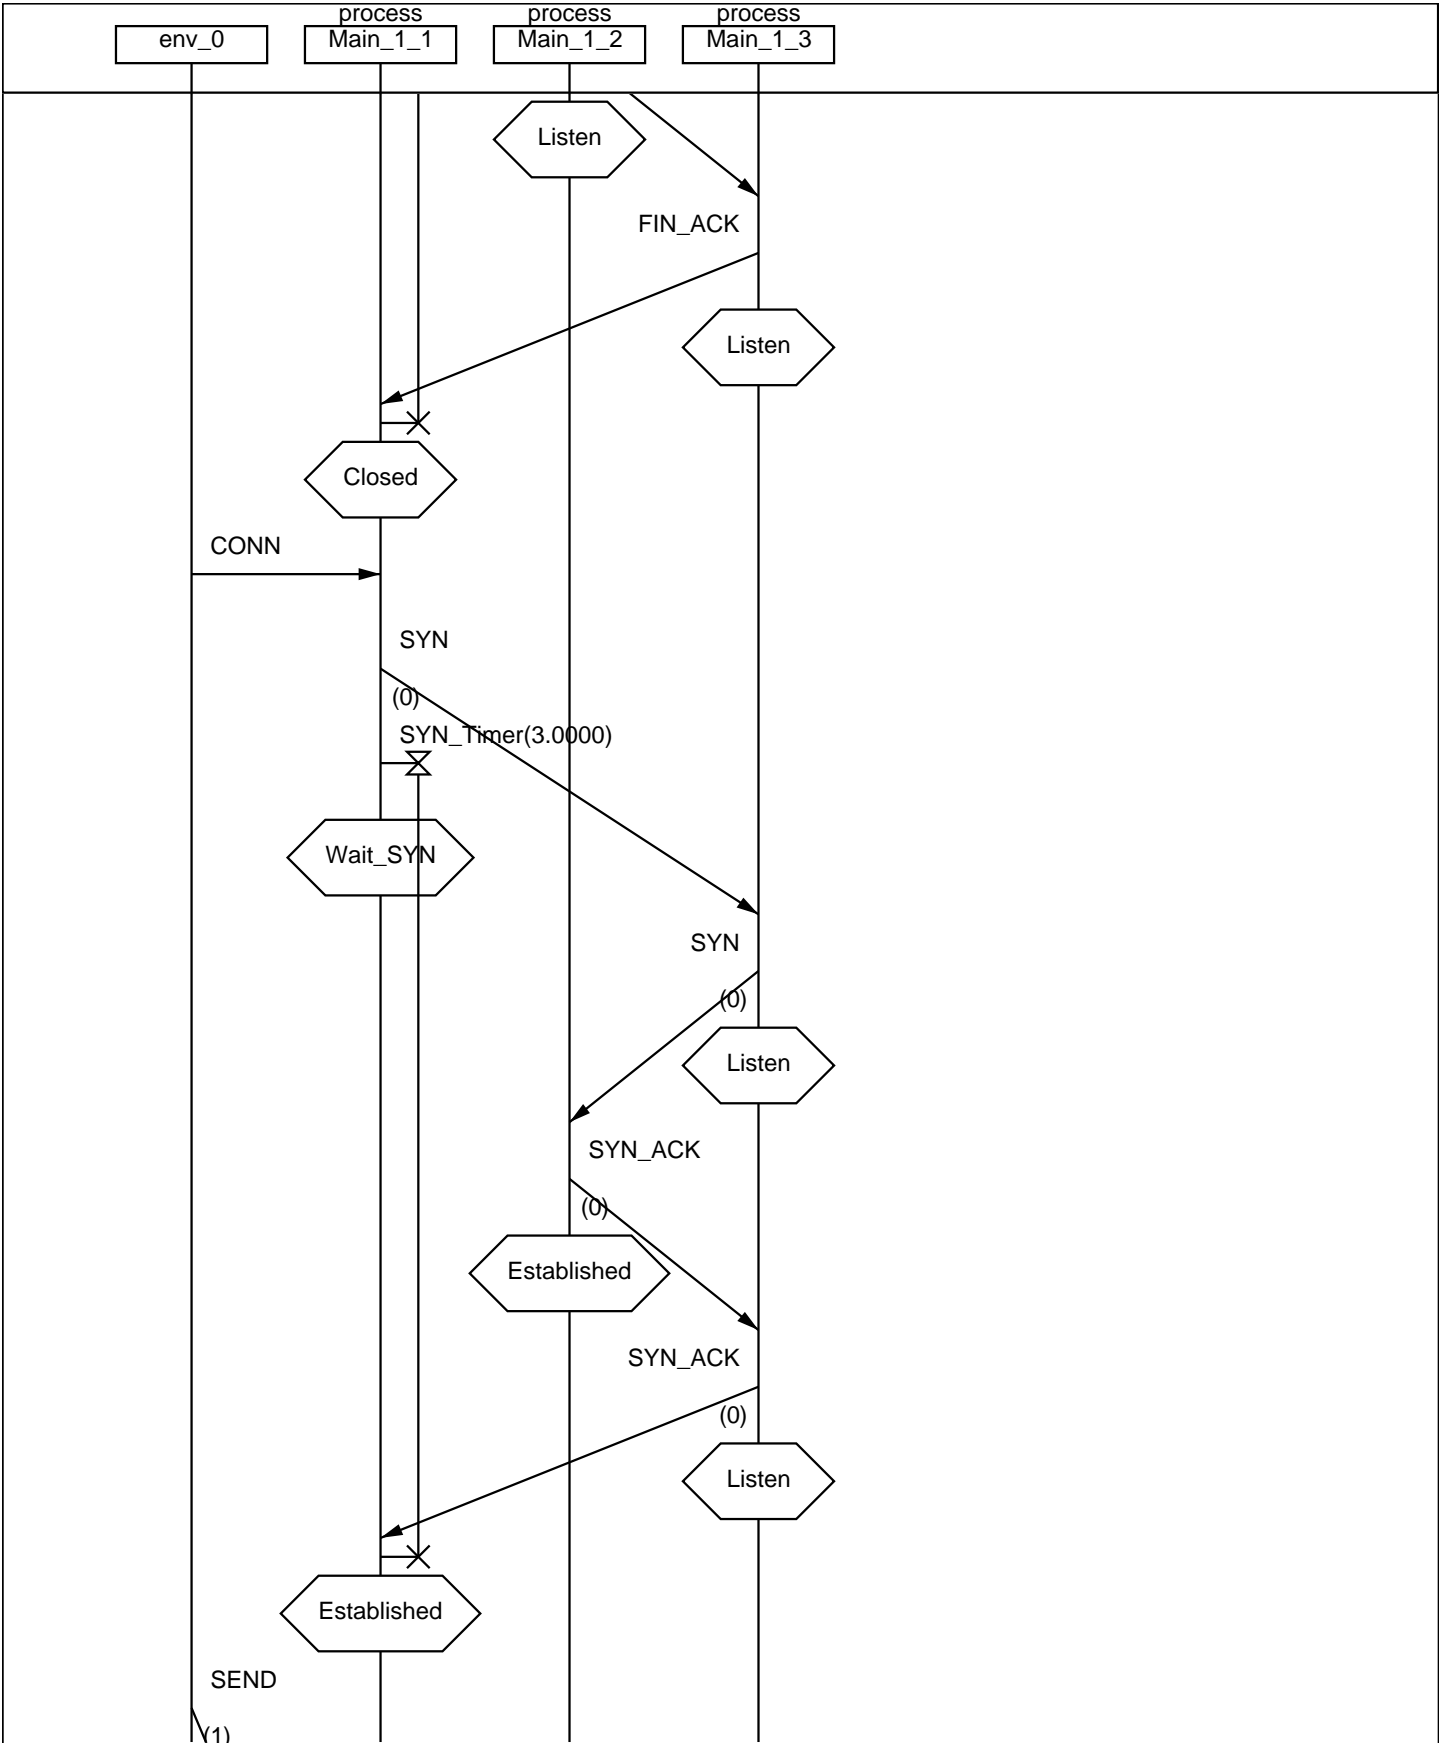 process process process
env_0 Main_1_1 Main_1_2 Main_1_3
Listen
FIN_ACK
Listen
Closed
CONN
SYN
(0)
SYN_Timer(3.0000)
Wait_SYN
SYN
(0)
Listen
SYN_ACK
(0)
Established
SYN_ACK
(0)
Listen
Established
SEND
(1)